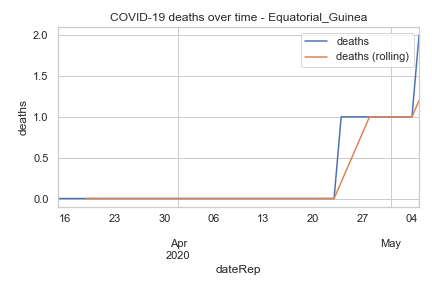 COVID-19 deaths over time - Equatorial_Guinea
deaths
deaths (rolling)
2.0
1.5
1.0
0.5
0.0
deaths
16 23 30 06 13 20 27 04
Apr May
2020
dateRep